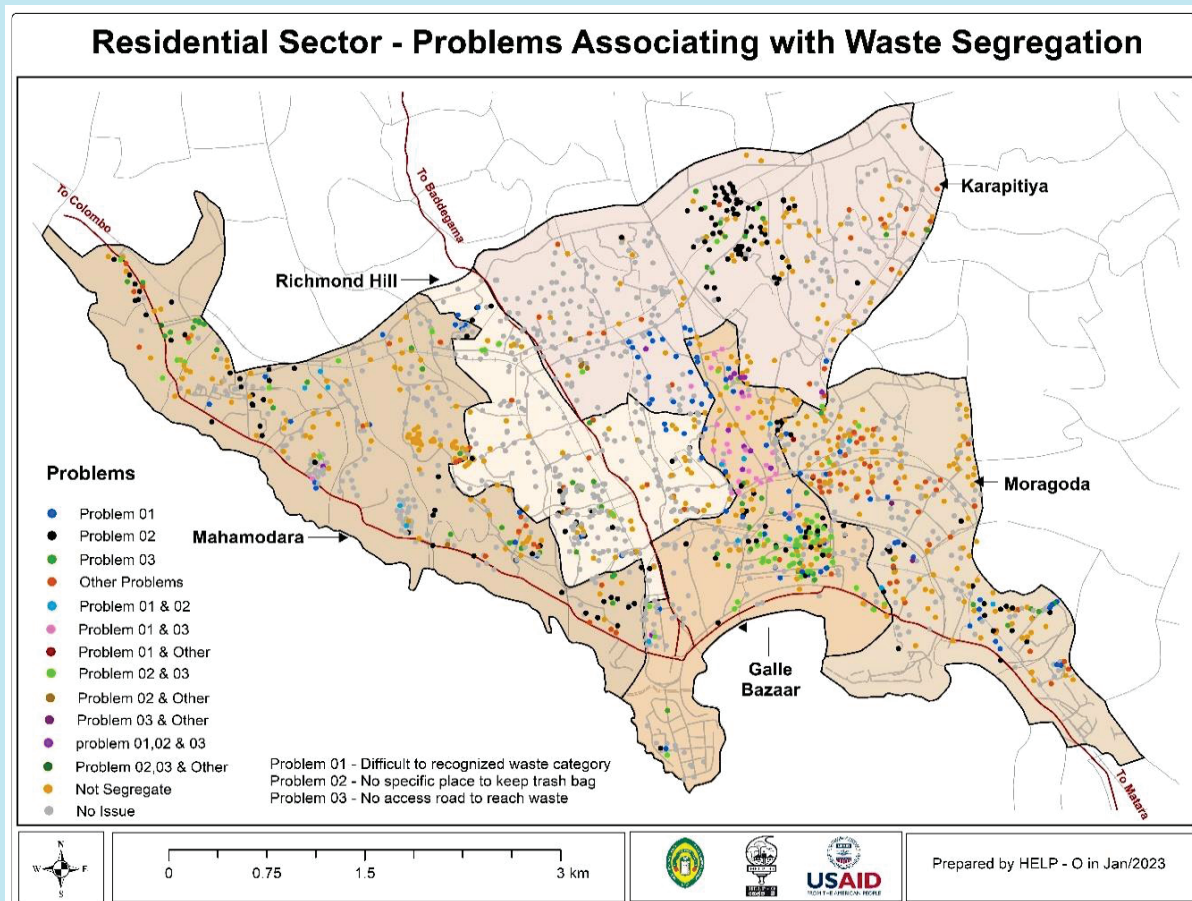 Residential Sector - Problems Associating with Waste Segregation
To Colombo
To Baddegama
Karapitiya
Richmond Hill
Moragoda
Mahamodara
Galle
Bazaar
To Matara
Problems
Problem 01
Problem 02
Problem 03
Other Problems
Problem 01 & 02
Problem 01 & 03
Problem 01 & Other
Problem 02 & 03
Problem 02 & Other
Problem 03 & Other
problem 01,02 & 03
Problem 02,03 & Other
Not Segregate
No Issue
Problem 01 - Difficult to recognized waste category
Problem 02 - No specific place to keep trash bag
Problem 03 - No access road to reach waste
N
W
E
S
0 0.75 1.5 3 km
USAID
FROM THE AMERICAN PEOPLE
Prepared by HELP - O in Jan/2023